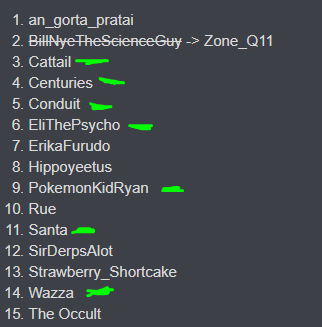 1. an_gorta_pratai
2. BillNyeTheScienceGuy -> Zone_Q11
3. Cattail
4. Centuries
5. Conduit
6. EliThePsycho
7. ErikaFurudo
8. Hippoyeetus
9. PokemonKidRyan
10. Rue
11. Santa
12. SirDerpsAlot
13. Strawberry_Shortcake
14. Wazza
15. The Occult